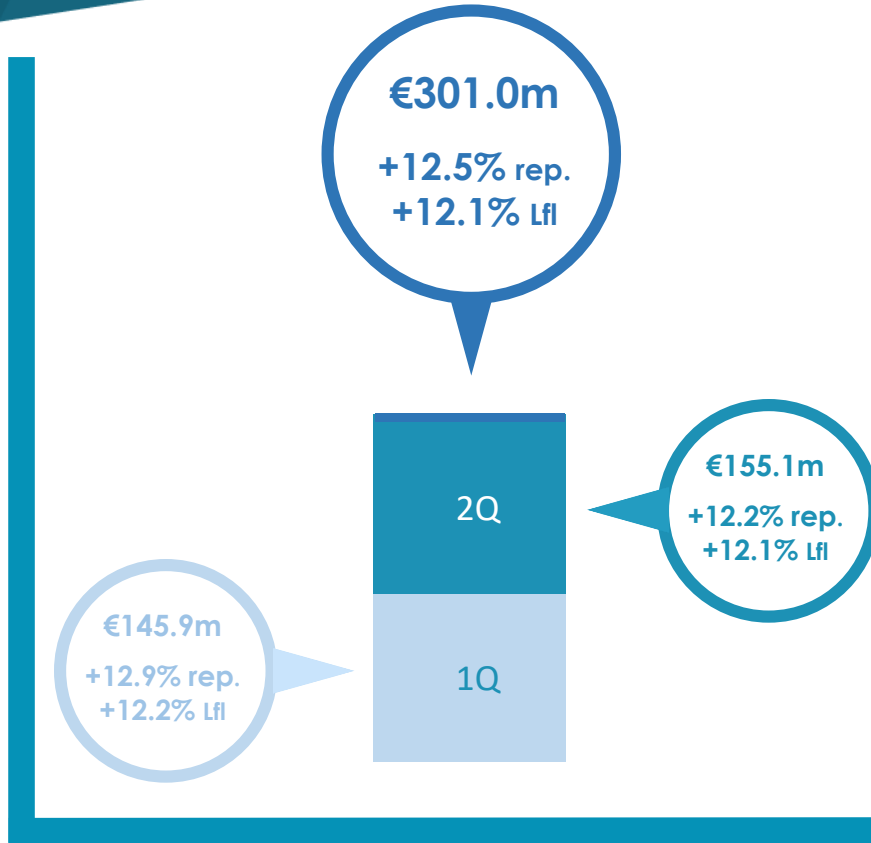 €301.0m
+12.5% rep.
+12.1% Lfl
€155.1m
+12.2% rep.
+12.1% Lfl
2Q
€145.9m
+12.9% rep.
+12.2% Lfl
1Q